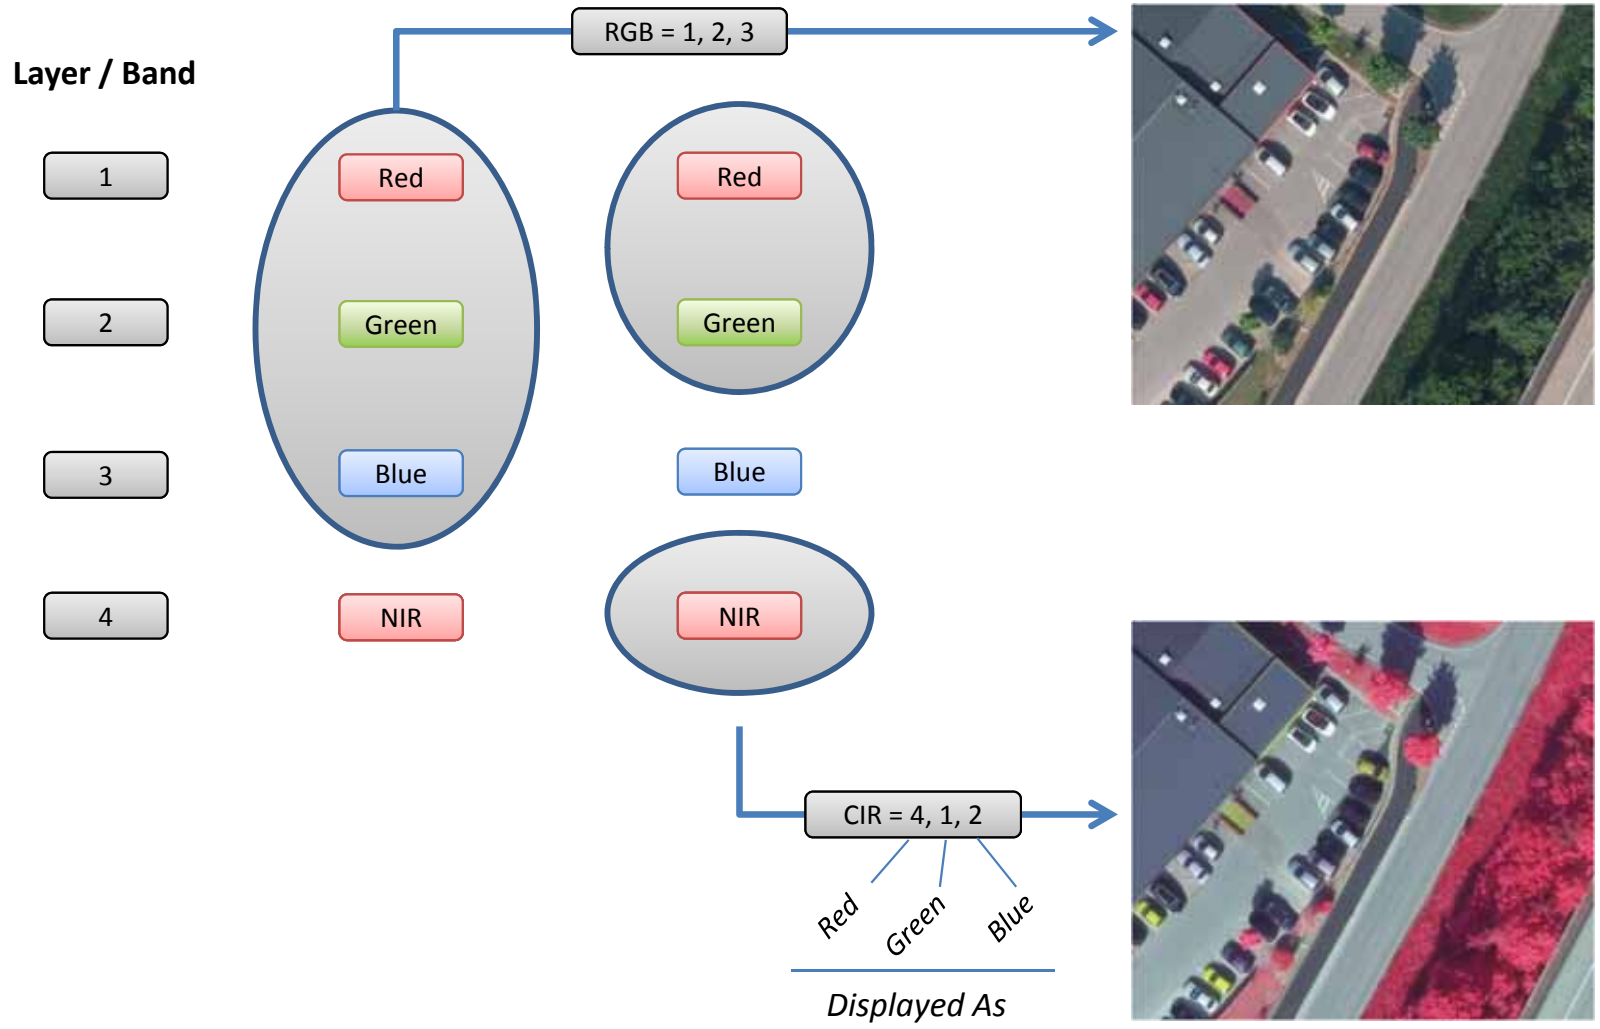 RGB = 1, 2, 3
Layer / Band
1
Red
Red
2
Green
Green
3
Blue
Blue
4
NIR
NIR
CIR = 4, 1, 2
Red
Green
Blue
Displayed As